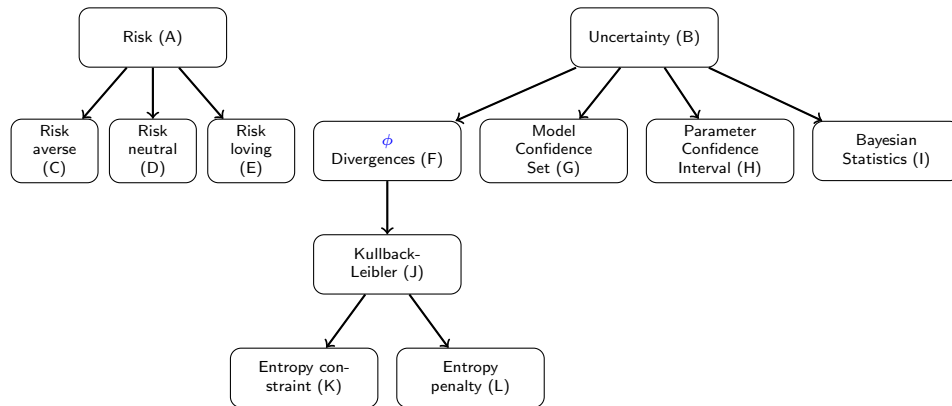 Risk (A)
Uncertainty (B)
Risk
averse
(C)
Risk
neutral
(D)
Risk
loving
(E)
ϕ
Divergences (F)
Model
Confidence
Set (G)
Parameter
Confidence
Interval (H)
Bayesian
Statistics (I)
Kullback-
Leibler (J)
Entropy con-
straint (K)
Entropy
penalty (L)